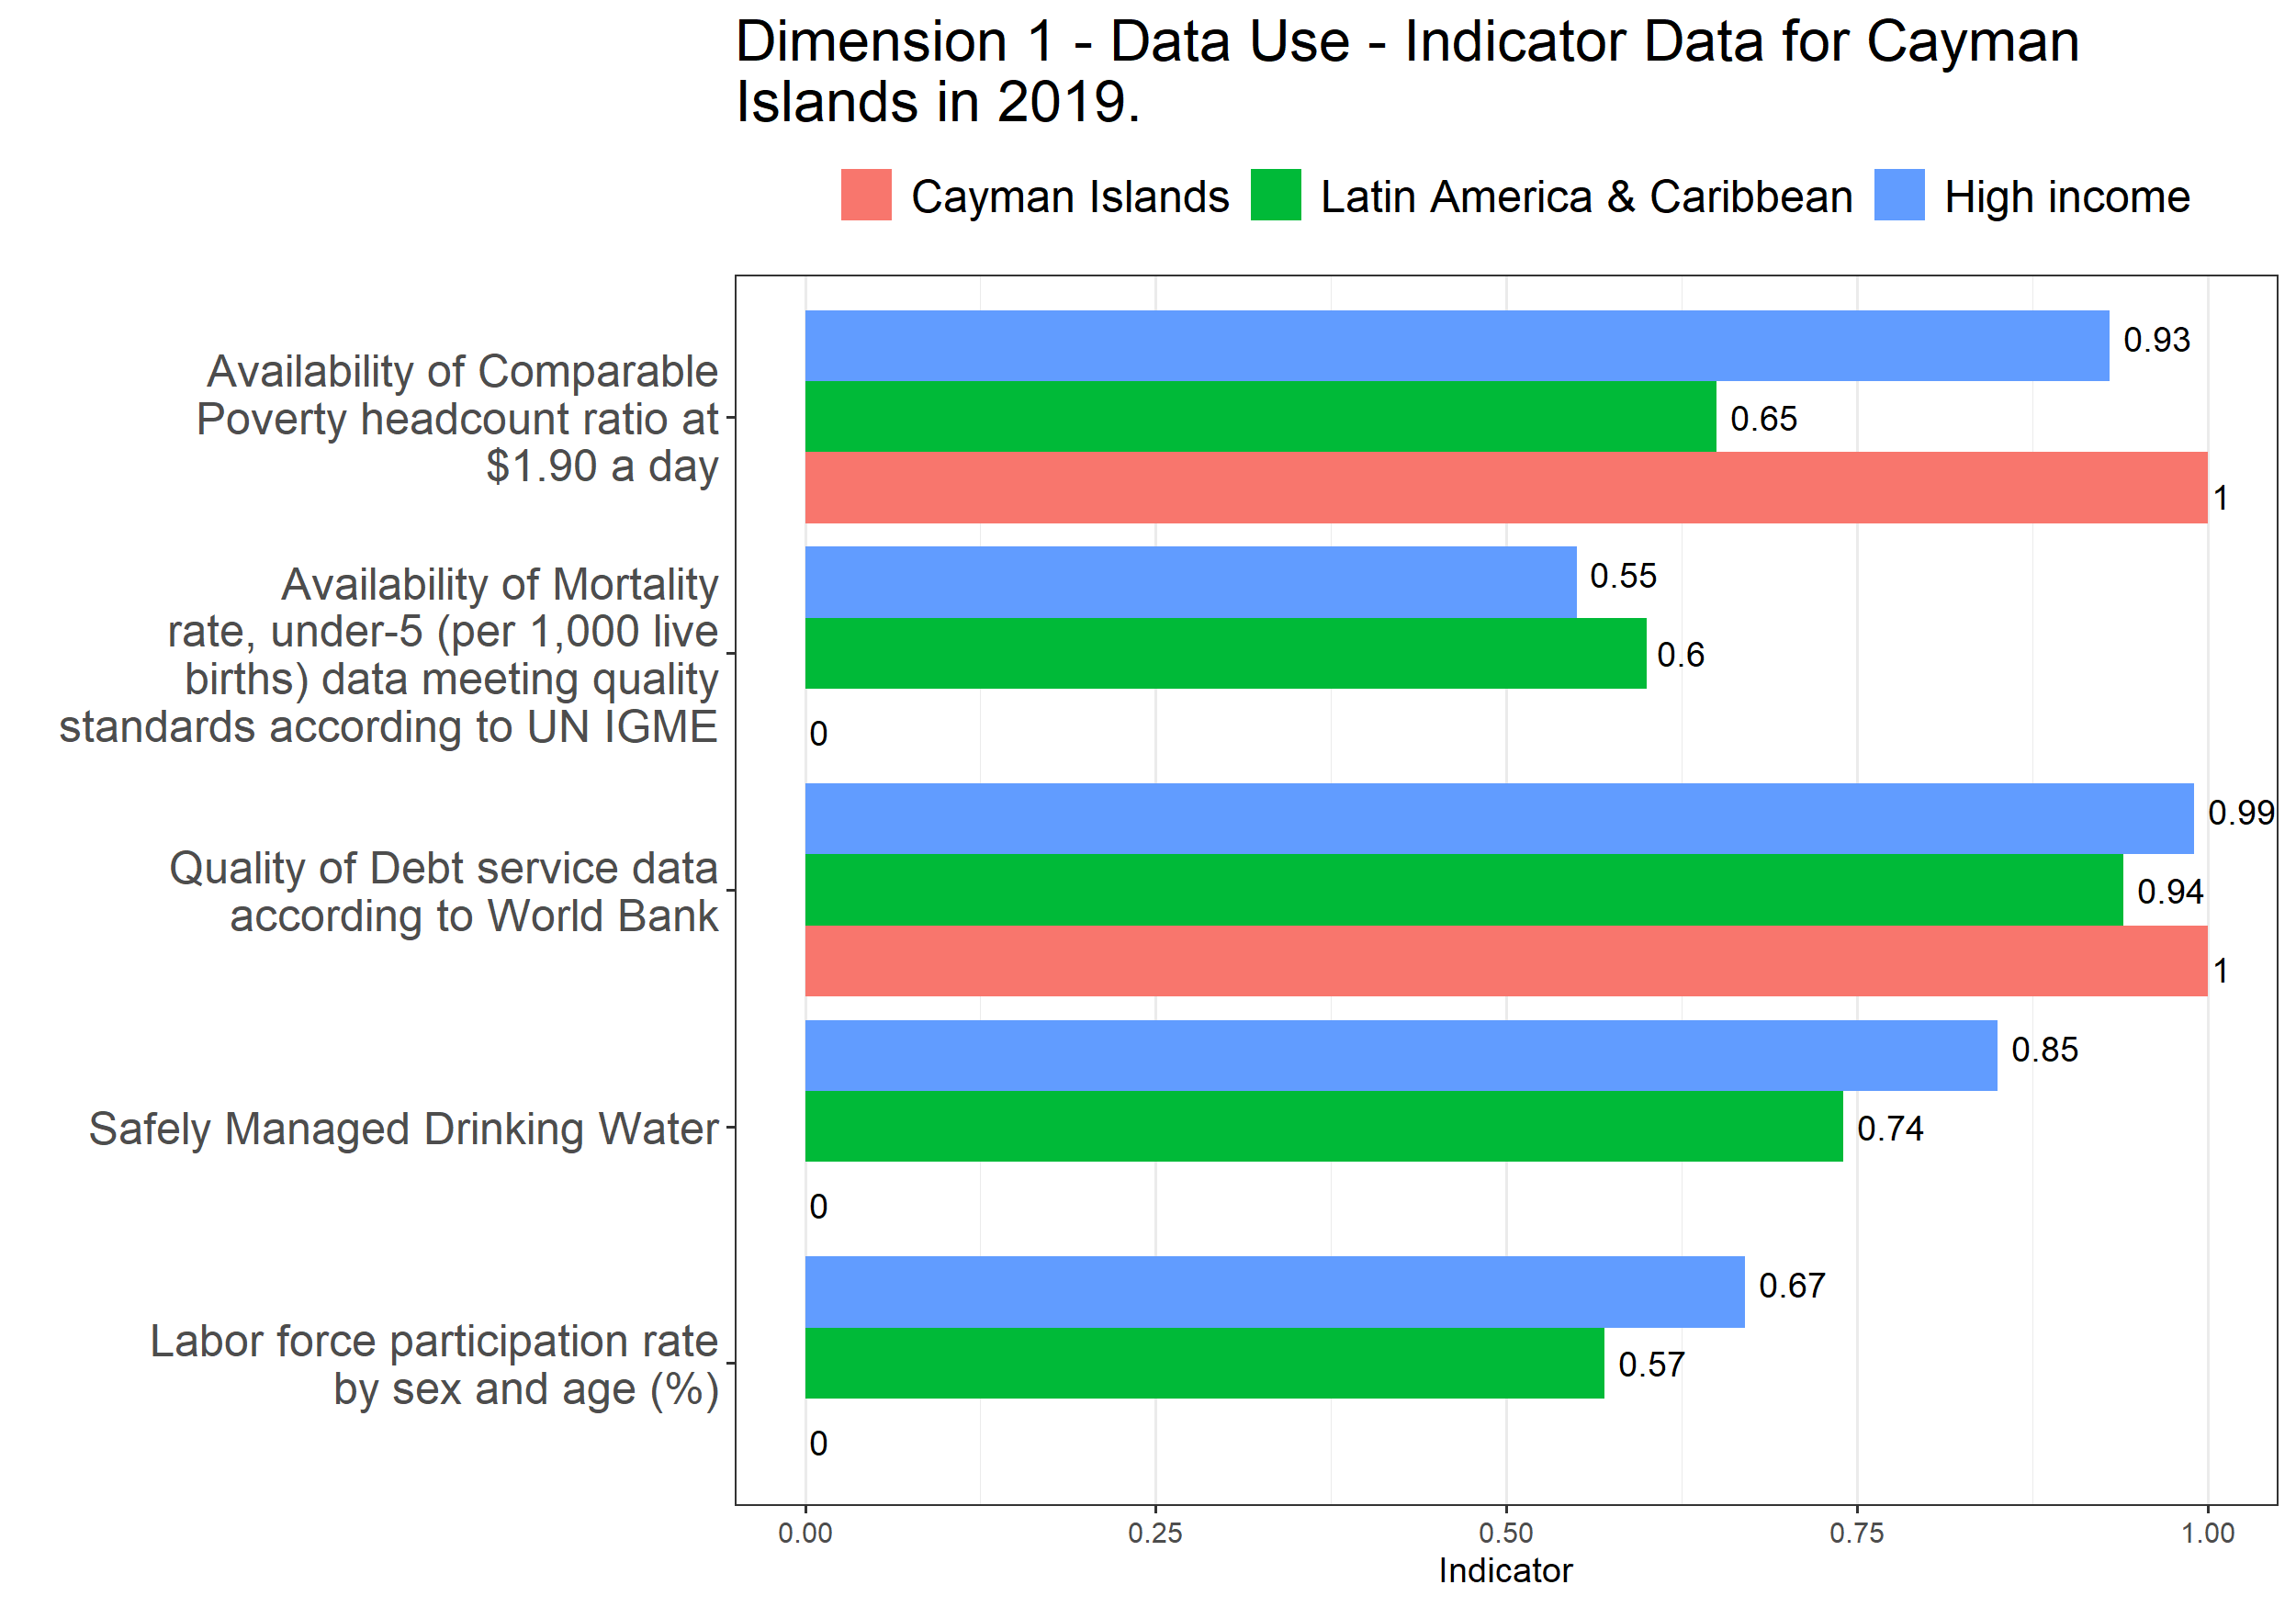 Dimension 1 - Data Use - Indicator Data for Cayman
Islands in 2019.
Cayman Islands
Latin America & Caribbean
High income
Availability of Comparable
Poverty headcount ratio at
$1.90 a day
0.93
0.65
1
Availability of Mortality
rate, under-5 (per 1,000 live
births) data meeting quality
standards according to UN IGME
0.55
0.6
0
Quality of Debt service data
according to World Bank
0.99
0.94
1
Safely Managed Drinking Water
0.85
0.74
0
Labor force participation rate
by sex and age (%)
0.67
0.57
0
0.00
0.25
0.50
0.75
1.00
Indicator